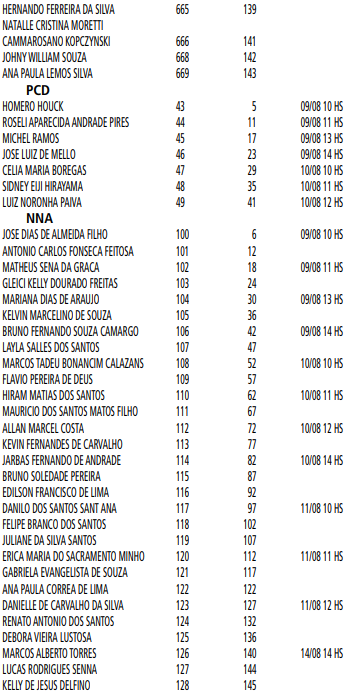 HERNANDO FERREIRA DA SILVA 665 139
NATALLE CRISTINA MORETTI
CAMMAROSANO KOPCZYNSKI 666 141
JOHNY WILLIAM SOUZA 668 142
ANA PAULA LEMOS SILVA 669 143
PCD
HOMERO HOUCK 43 5 09/08 10 HS
ROSELI APARECIDA ANDRADE PIRES 44 11 09/08 11 HS
MICHEL RAMOS 45 17 09/08 13 HS
JOSE LUIZ DE MELLO 46 23 09/08 14 HS
CELIA MARIA BOREGAS 47 29 10/08 10 HS
SIDNEY EIJI HIRAYAMA 48 35 10/08 11 HS
LUIZ NORONHA PAIVA 49 41 10/08 12 HS
NNA
JOSE DIAS DE ALMEIDA FILHO 100 6 09/08 10 HS
ANTONIO CARLOS FONSECA FEITOSA 101 12
MATHEUS SENA DA GRACA 102 18 09/08 11 HS
GLEICI KELLY DOURADO FREITAS 103 24
MARIANA DIAS DE ARAUJO 104 30 09/08 13 HS
KELVIN MARCELINO DE SOUZA 105 36
BRUNO FERNANDO SOUZA CAMARGO 106 42 09/08 14 HS
LAYLA SALLES DOS SANTOS 107 47
MARCOS TADEU BONANCIM CALAZANS 108 52 10/08 10 HS
FLAVIO PEREIRA DE DEUS 109 57
HIRAM MATIAS DOS SANTOS 110 62 10/08 11 HS
MAURICIO DOS SANTOS MATOS FILHO 111 67
ALLAN MARCEL COSTA 112 72 10/08 12 HS
KEVIN FERNANDES DE CARVALHO 113 77
JARBAS FERNANDO DE ANDRADE 114 82 10/08 14 HS
BRUNO SOLEDADE PEREIRA 115 87
EDILSON FRANCISCO DE LIMA 116 92
DANILO DOS SANTOS SANT ANA 117 97 11/08 10 HS
FELIPE BRANCO DOS SANTOS 118 102
JULIANE DA SILVA SANTOS 119 107
ERICA MARIA DO SACRAMENTO MINHO 120 112 11/08 11 HS
GABRIELA EVANGELISTA DE SOUZA 121 117
ANA PAULA CORREA DE LIMA 122 122
DANIELLE DE CARVALHO DA SILVA 123 127 11/08 12 HS
RENATO ANTONIO DOS SANTOS 124 132
DEBORA VIEIRA LUSTOSA 125 136
MARCOS ALBERTO TORRES 126 140 14/08 14 HS
LUCAS RODRIGUES SENNA 127 144
KELLY DE JESUS DELFINO 128 145